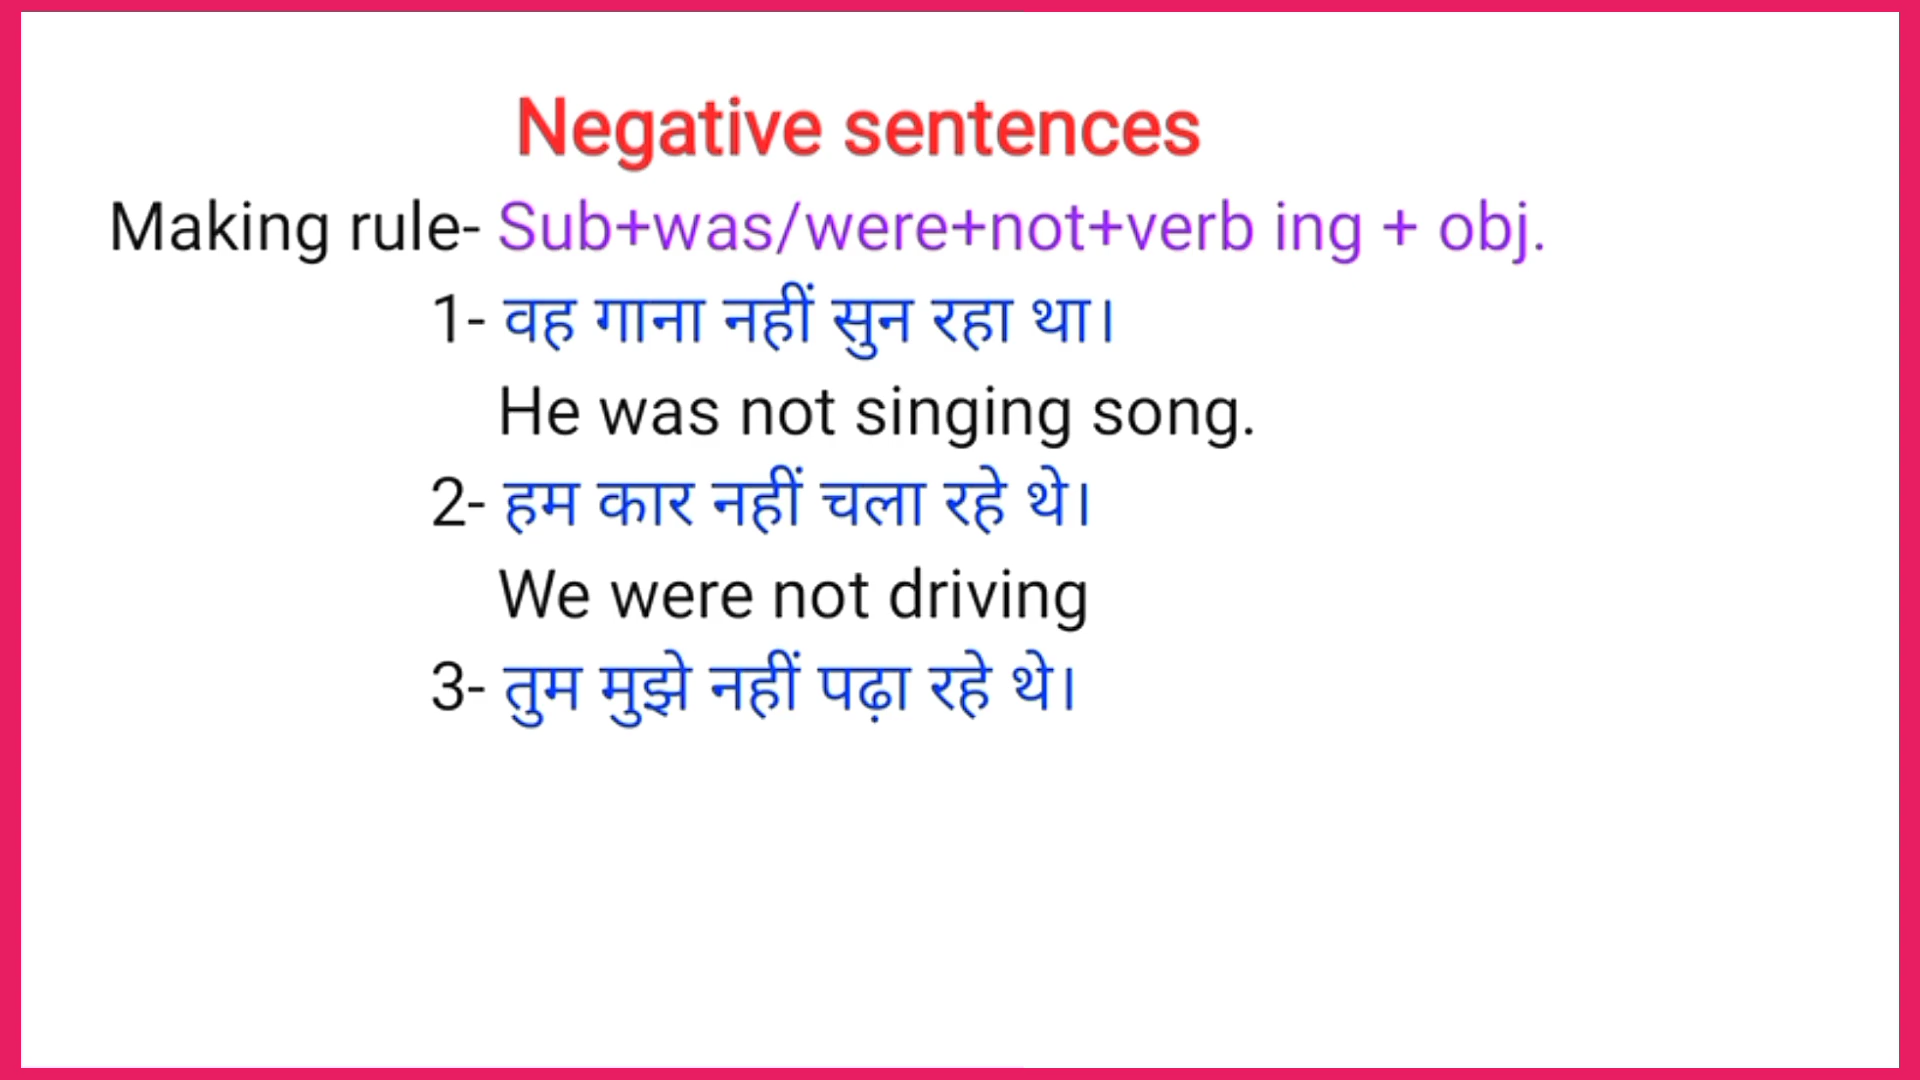 Negative sentences
Making rule- Sub+was/were+not+verb ing + obj.
1- वह गाना नहीं सुन रहा था।
He was not singing song.
2- हम कार नहीं चला रहे थे।
We were not driving
3- तुम मुझे नहीं पढ़ा रहे थे।